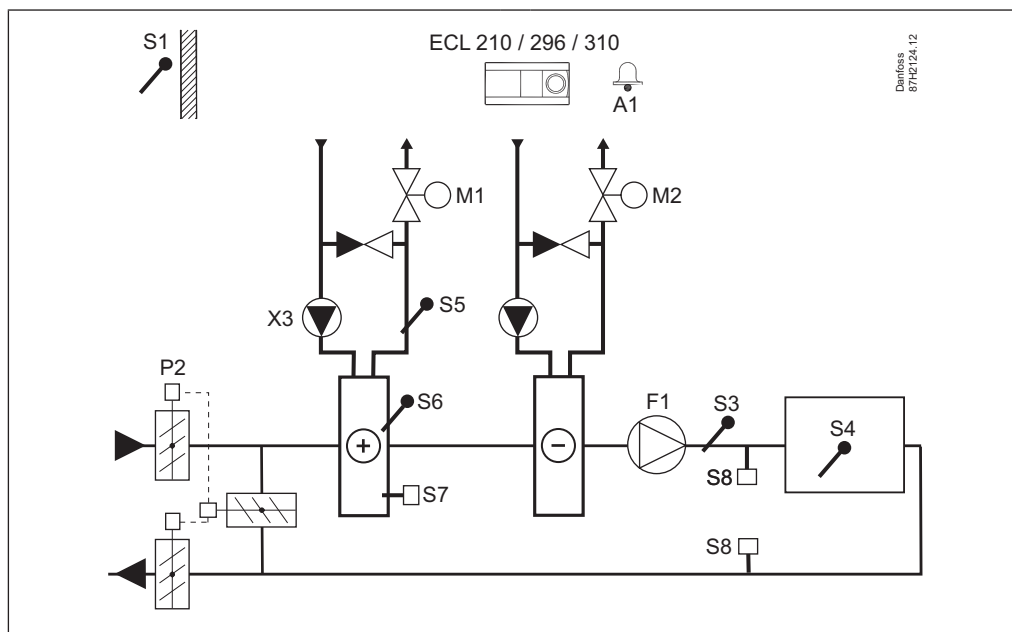 S1
ECL 210 / 296 / 310
A1
Danfoss
87H2124.12
M1
M2
X3
S5
P2
S6
F1
S3
S4
+
−
S8
S7
S8